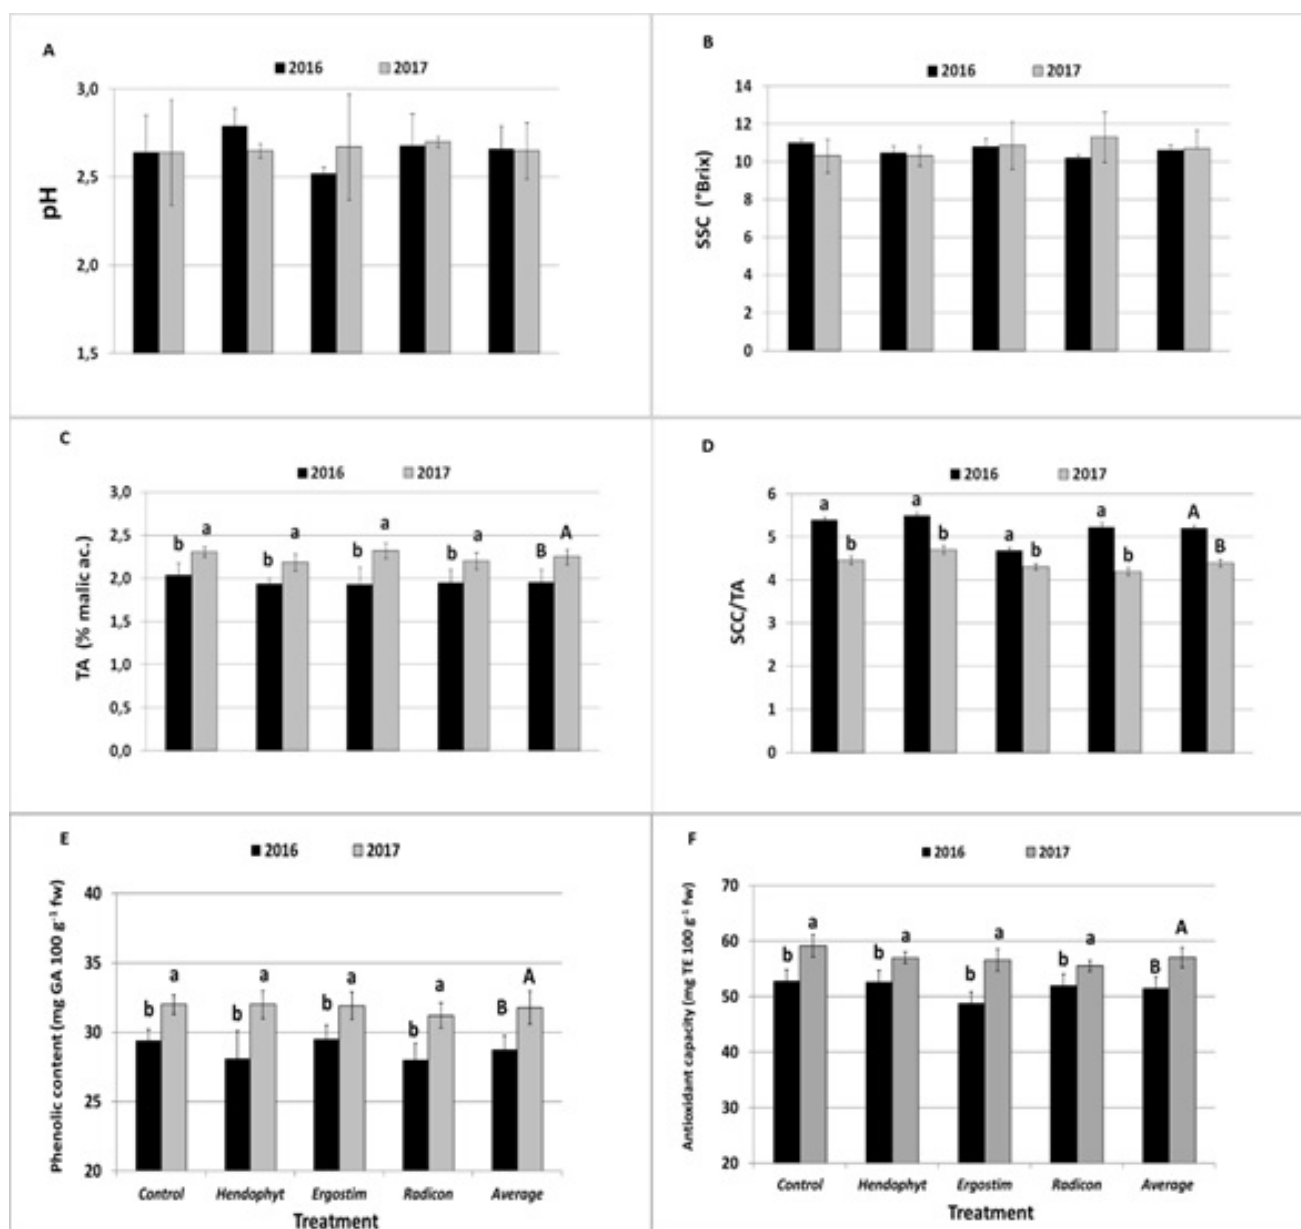 A
2016 2017
3,0
2,5
2,0
1,5
pH
B
2016 2017
14
12
10
8
6
4
2
0
SSC (°Brix)
C
2016 2017
3,0
2,5
2,0
1,5
1,0
0,5
0,0
TA (% malic ac.)
b a b a b a b a B A
D
2016 2017
6
5
4
3
2
1
0
SCC/TA
a b a b a b a b A B
E
2016 2017
40
35
30
25
20
Phenolic content (mg GA 100 g⁻¹ fw)
b a b a b a b a B A
Control Hendophyt Ergostim Radicon Average
Treatment
F
2016 2017
70
60
50
40
30
20
Antioxidant capacity (mg TE 100 g⁻¹ fw)
b a b a b a b a B A
Control Hendophyt Ergostim Radicon Average
Treatment